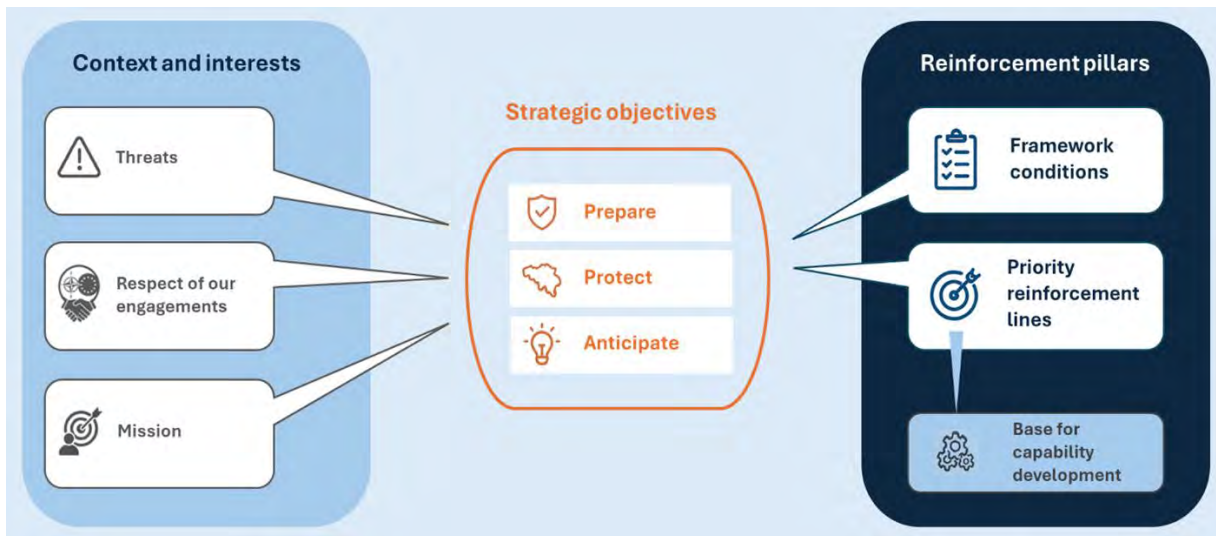 Context and interests
Threats
Respect of our
engagements
Mission
Strategic objectives
Prepare
Protect
Anticipate
Reinforcement pillars
Framework
conditions
Priority
reinforcement
lines
Base for
capability
development